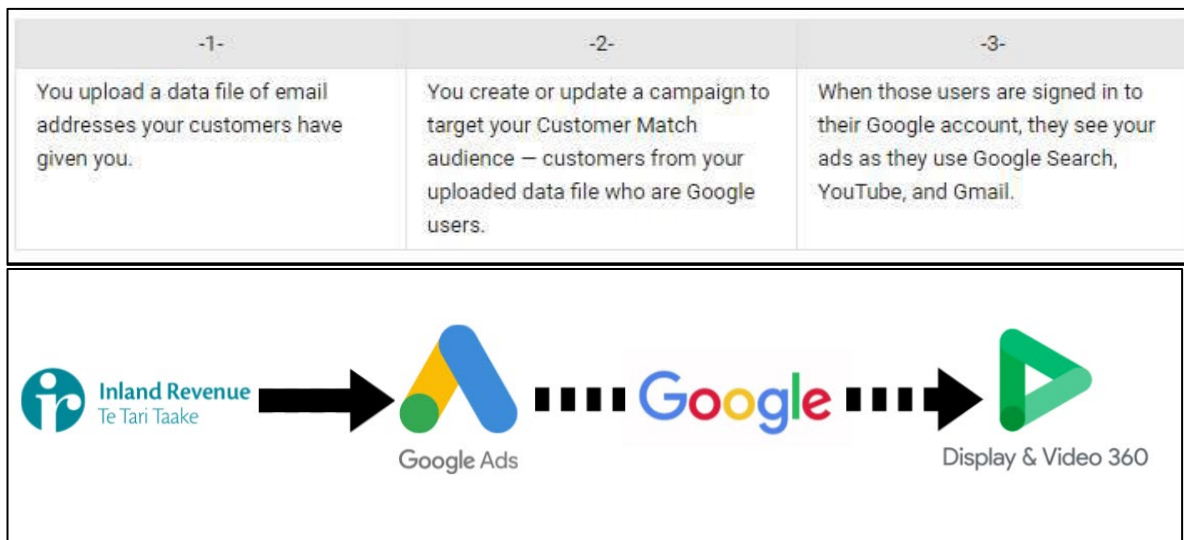 -1-
-2-
-3-
You upload a data file of email
addresses your customers have
given you.
You create or update a campaign to
target your Customer Match
audience — customers from your
uploaded data file who are Google
users.
When those users are signed in to
their Google account, they see your
ads as they use Google Search,
YouTube, and Gmail.
ir
Inland Revenue
Te Tari Taake
Google Ads
Google
Display & Video 360